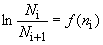 ln N_i / N_{i+1} = f(n_i)